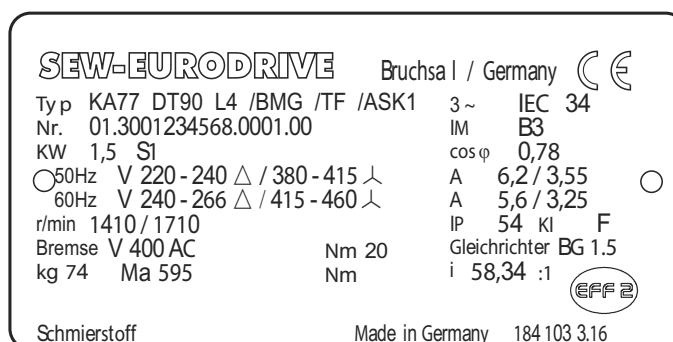 SEW-EURODRIVE Bruchsal / Germany CE
Typ KA77 DT90 L4 /BMG /TF /ASK1 3 ~ IEC 34
Nr. 01.3001234568.0001.00 IM B3
KW 1,5 S1 cos φ 0,78
50Hz V 220 - 240 △ / 380 - 415 ⅄ A 6,2 / 3,55
60Hz V 240 - 266 △ / 415 - 460 ⅄ A 5,6 / 3,25
r/min 1410 / 1710 IP 54 Kl F
Bremse V 400 AC Nm 20 Gleichrichter BG 1.5
kg 74 Ma 595 Nm i 58,34 :1
EFF 2
Schmierstoff Made in Germany 184 103 3.16